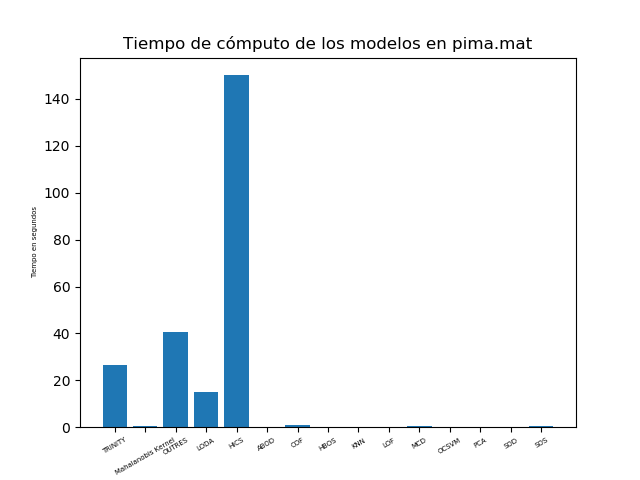 Tiempo de cómputo de los modelos en pima.mat
140
120
100
80
60
40
20
0
Tiempo en segundos
TRINITY
Mahalanobis Kernel
OUTRES
LODA
HICS
ABOD
COF
HBOS
KNN
LOF
MCD
OCSVM
PCA
SOD
SOS